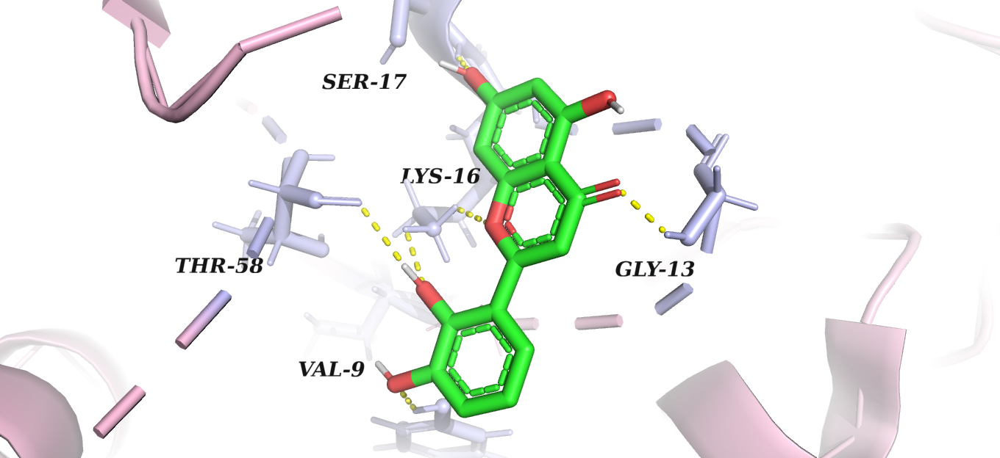 SER-17
LYS-16
THR-58
GLY-13
VAL-9